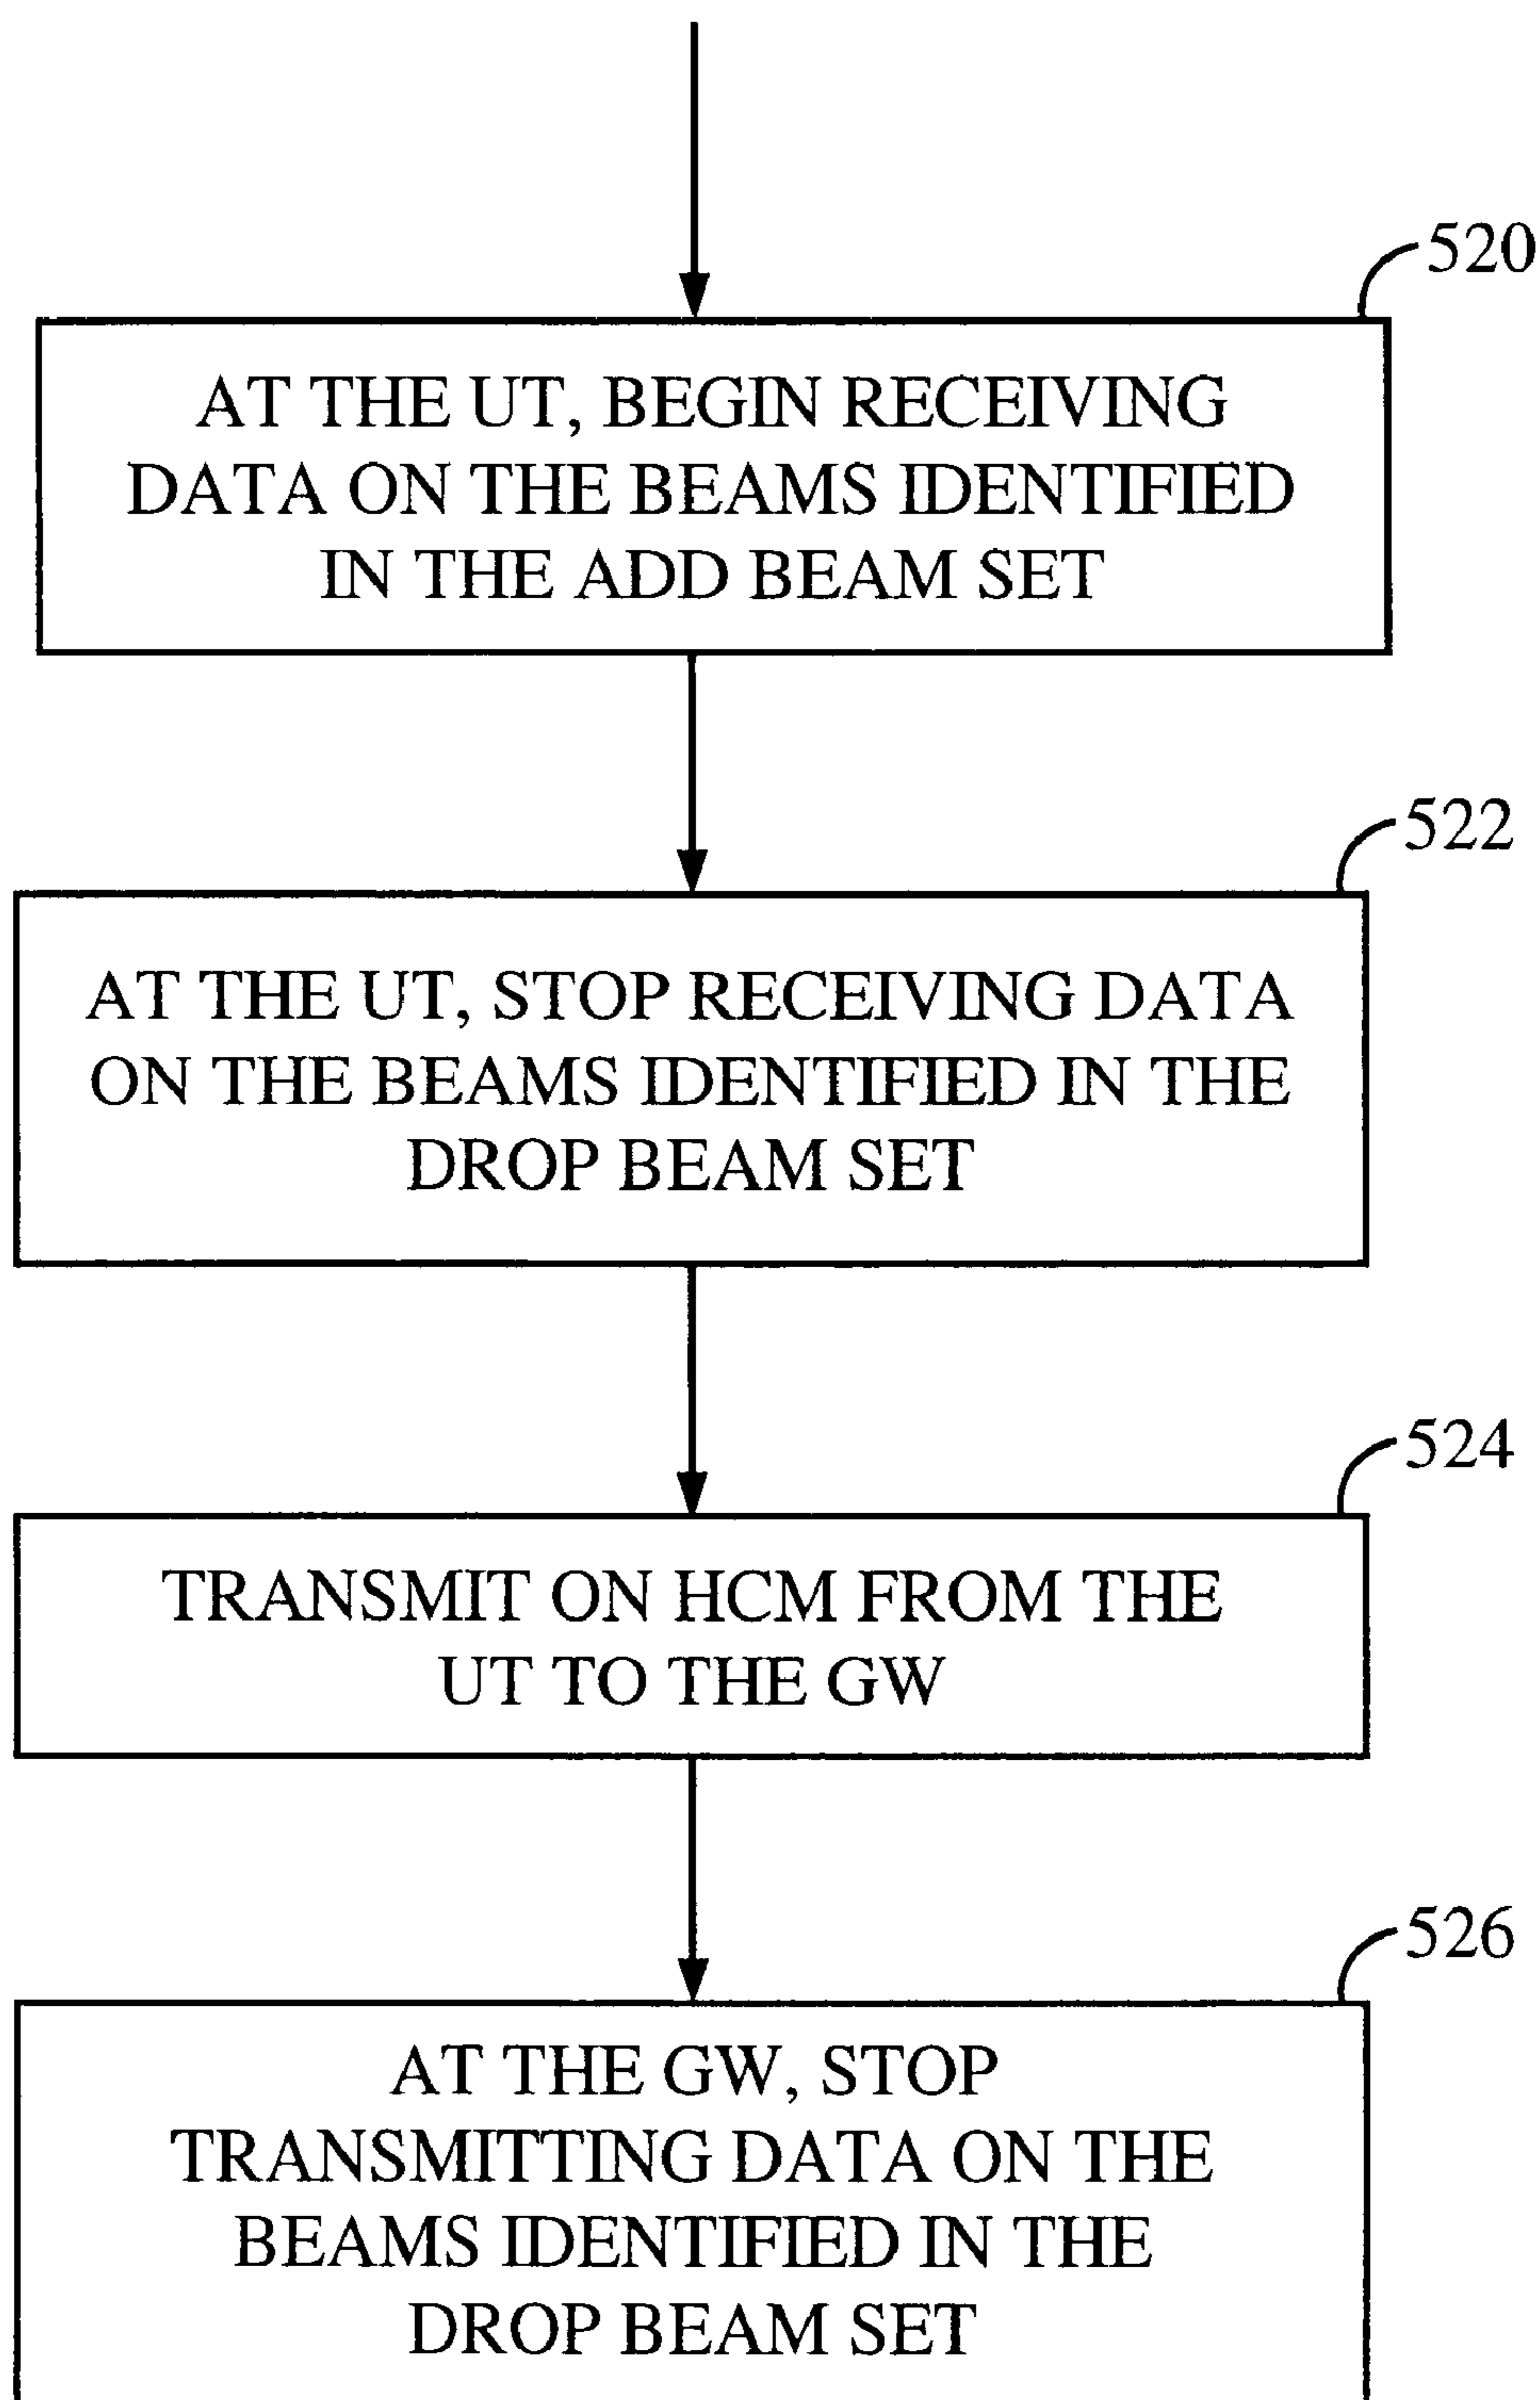 520
AT THE UT, BEGIN RECEIVING
DATA ON THE BEAMS IDENTIFIED
IN THE ADD BEAM SET
522
AT THE UT, STOP RECEIVING DATA
ON THE BEAMS IDENTIFIED IN THE
DROP BEAM SET
524
TRANSMIT ON HCM FROM THE
UT TO THE GW
526
AT THE GW, STOP
TRANSMITTING DATA ON THE
BEAMS IDENTIFIED IN THE
DROP BEAM SET